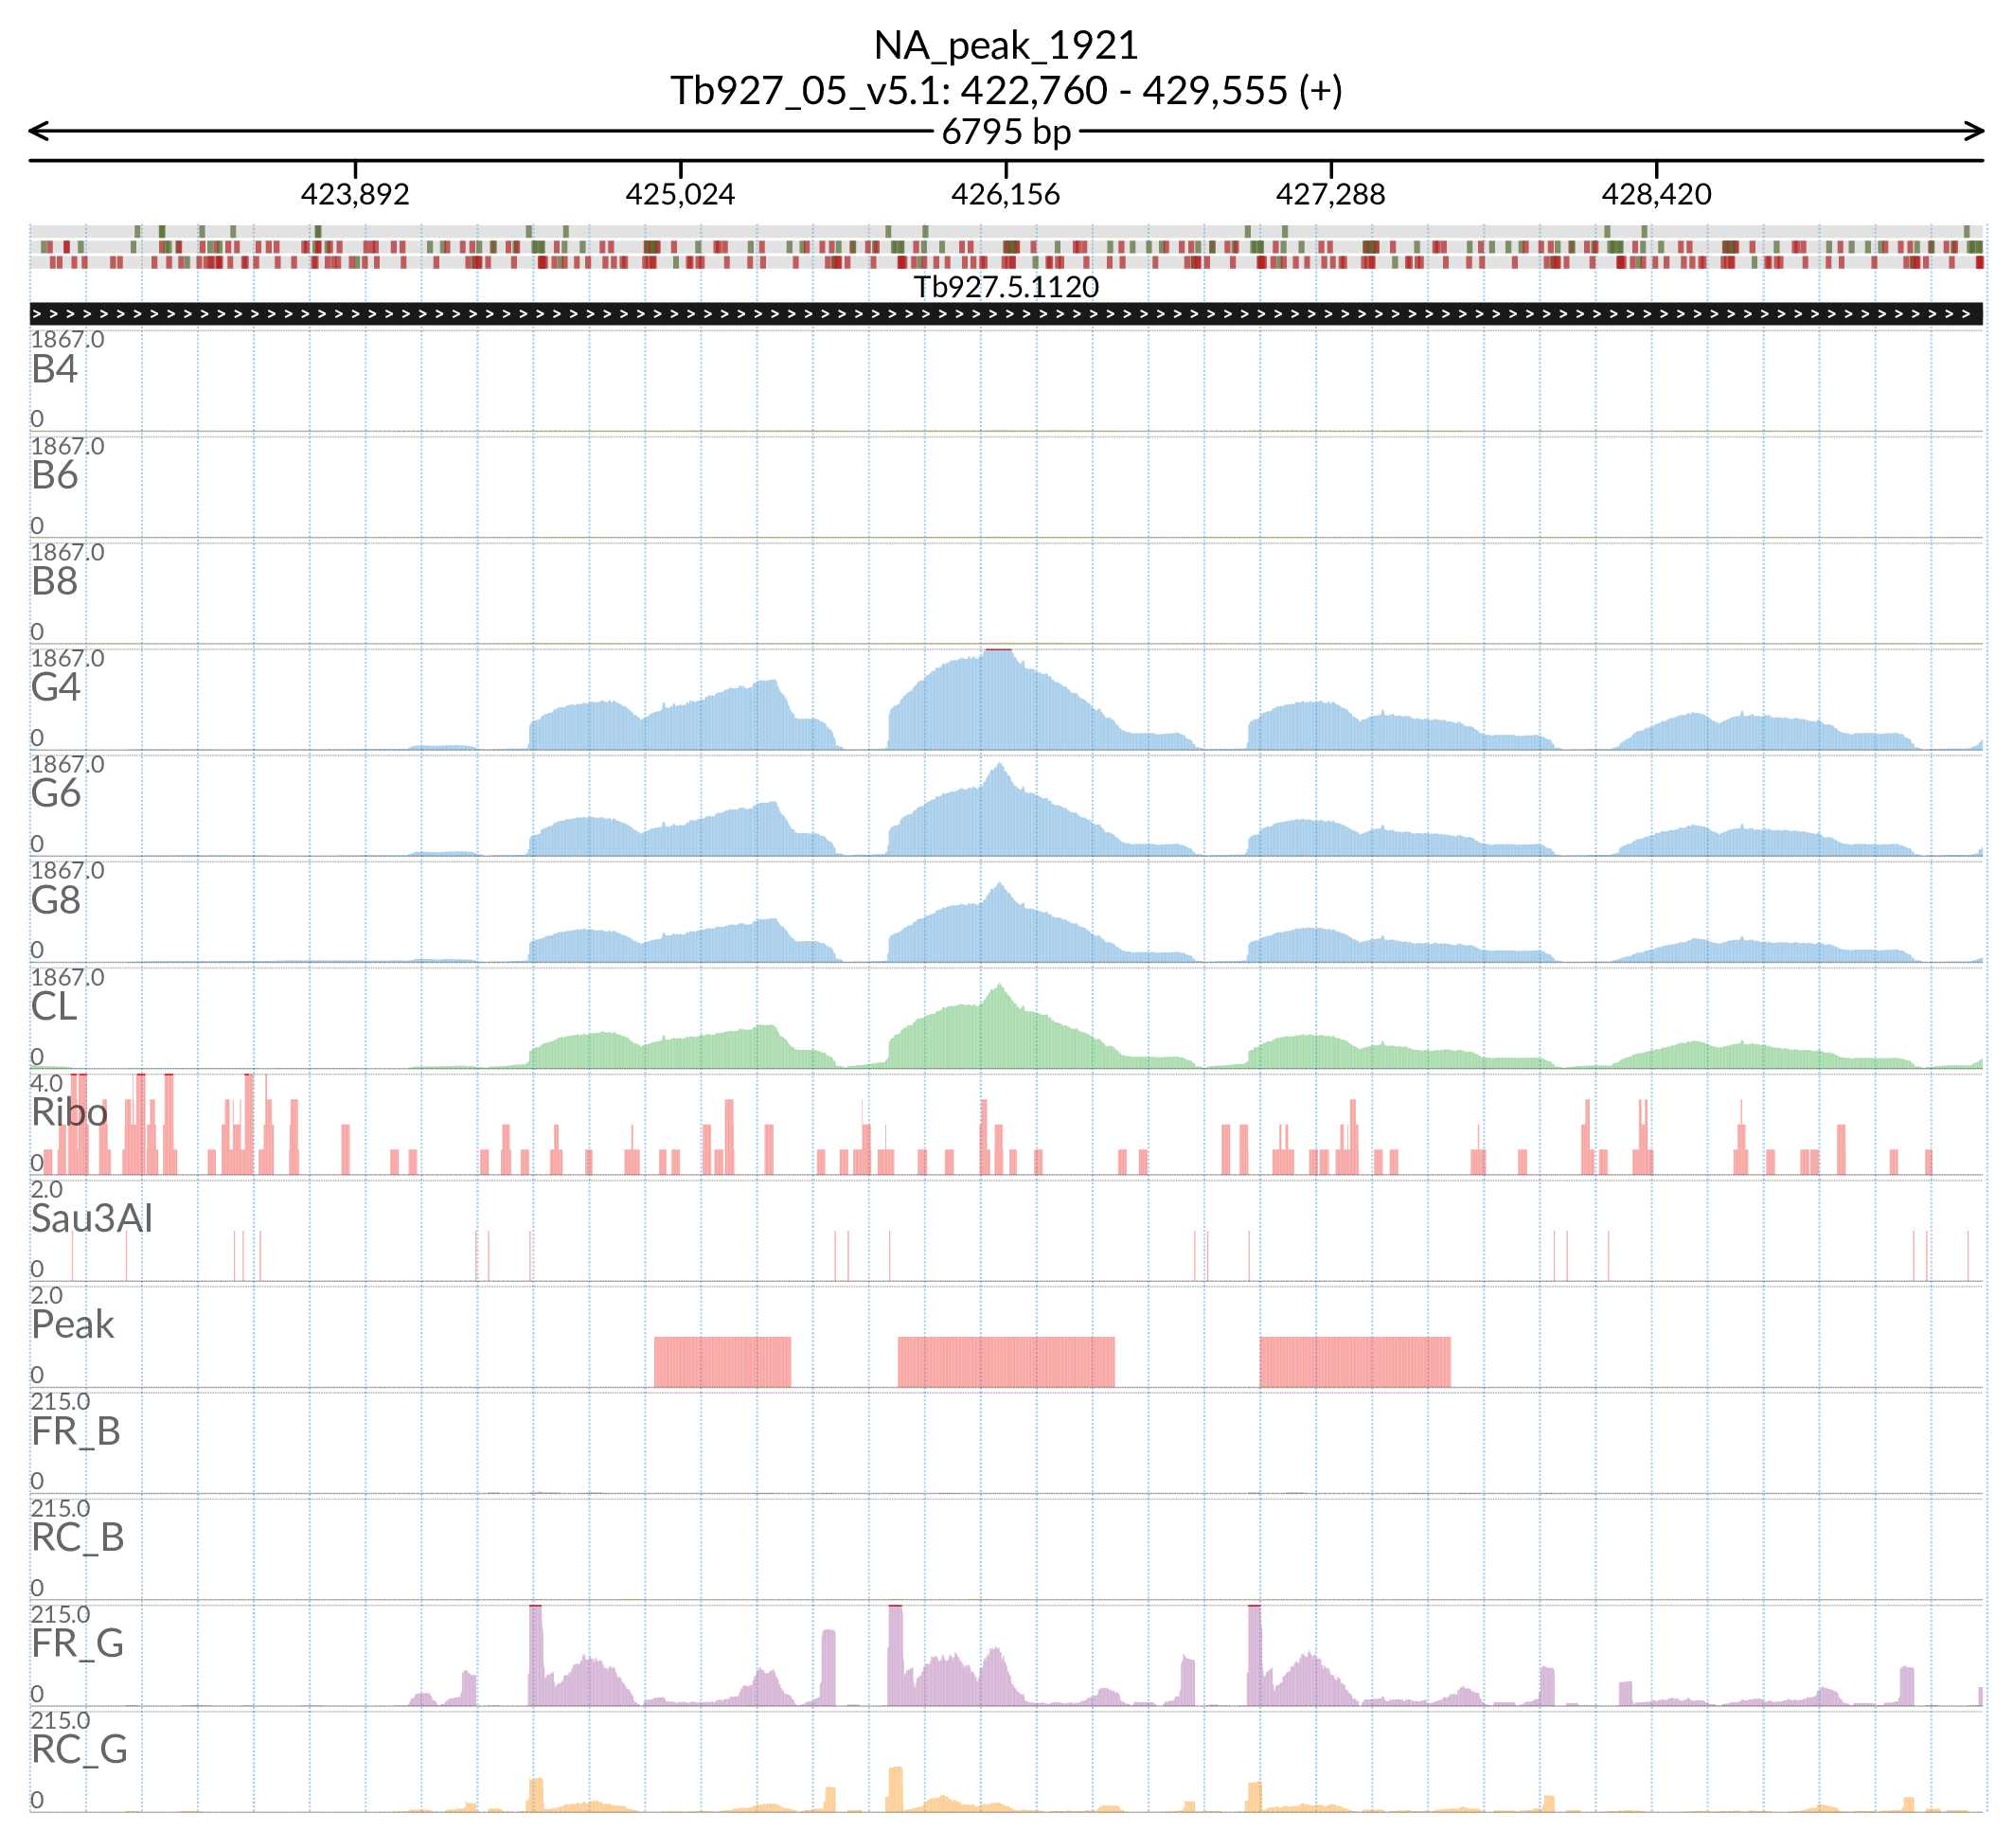 NA_peak_1921
Tb927_05_v5.1: 422,760 - 429,555 (+)
6795 bp
423,892 425,024 426,156 427,288 428,420
Tb927.5.1120
> > > > > > > > > > > > > > > > > > > > > > > > > > > > > > > > > > > > > > > > > > > > > > > > > > > > > > > > > > > > > > > > > > > > > > > > > > > > > > > > > > > > > > > > > > > > > > > > > > > > > > > > > > > > > > > > > >
1867.0
B4
0
1867.0
B6
0
1867.0
B8
0
1867.0
G4
0
1867.0
G6
0
1867.0
G8
0
1867.0
CL
0
4.0
Ribo
0
2.0
Sau3AI
0
2.0
Peak
0
215.0
FR_B
0
215.0
RC_B
0
215.0
FR_G
0
215.0
RC_G
0